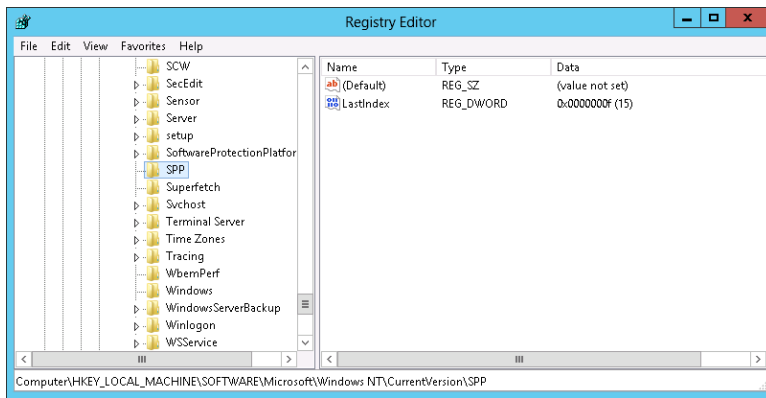 Registry Editor
File Edit View Favorites Help
SCW
SecEdit
Sensor
Server
setup
SoftwareProtectionPlatfor
SPP
Superfetch
Svchost
Terminal Server
Time Zones
Tracing
WbemPerf
Windows
WindowsServerBackup
Winlogon
WSService
Name Type Data
ab (Default) REG_SZ (value not set)
LastIndex REG_DWORD 0x0000000f (15)
Computer\HKEY_LOCAL_MACHINE\SOFTWARE\Microsoft\Windows NT\CurrentVersion\SPP